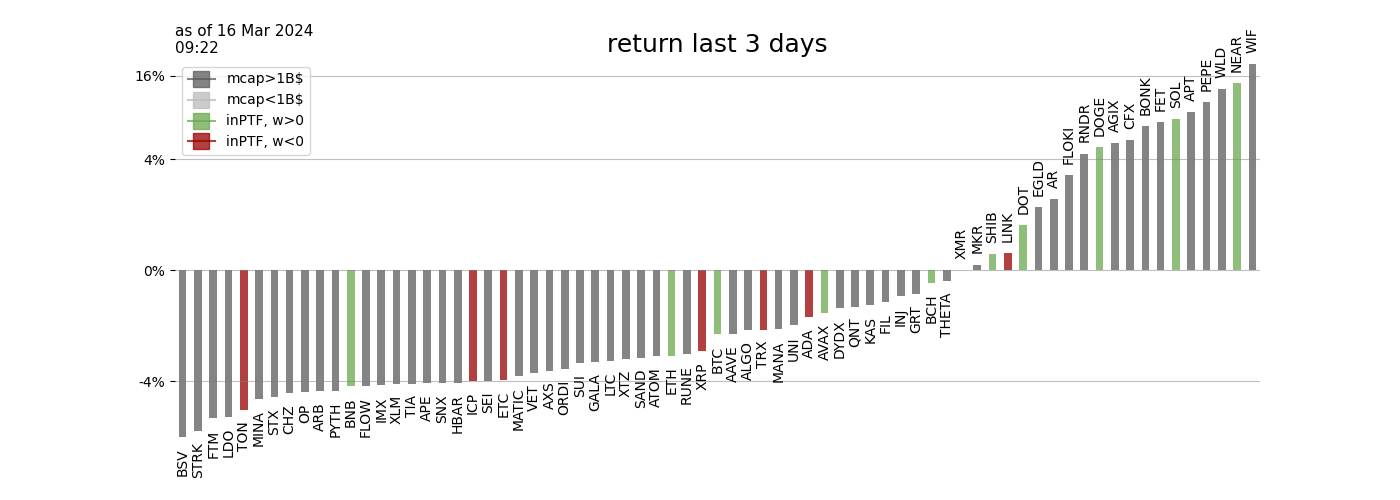 as of 16 Mar 2024
09:22
return last 3 days
mcap>1B$
mcap<1B$
inPTF, w>0
inPTF, w<0
16%
4%
0%
-4%
BSV
STRK
FTM
LDO
TON
MINA
STX
CHZ
OP
ARB
PYTH
BNB
FLOW
IMX
XLM
TIA
APE
SNX
HBAR
ICP
SEI
ETC
MATIC
VET
AXS
ORDI
SUI
GALA
LTC
XTZ
SAND
ATOM
ETH
RUNE
XRP
BTC
AAVE
ALGO
TRX
MANA
UNI
ADA
AVAX
DYDX
QNT
KAS
FIL
INJ
GRT
BCH
THETA
XMR
MKR
SHIB
LINK
DOT
EGLD
AR
FLOKI
RNDR
DOGE
AGIX
CFX
BONK
FET
SOL
APT
PEPE
WLD
NEAR
WIF